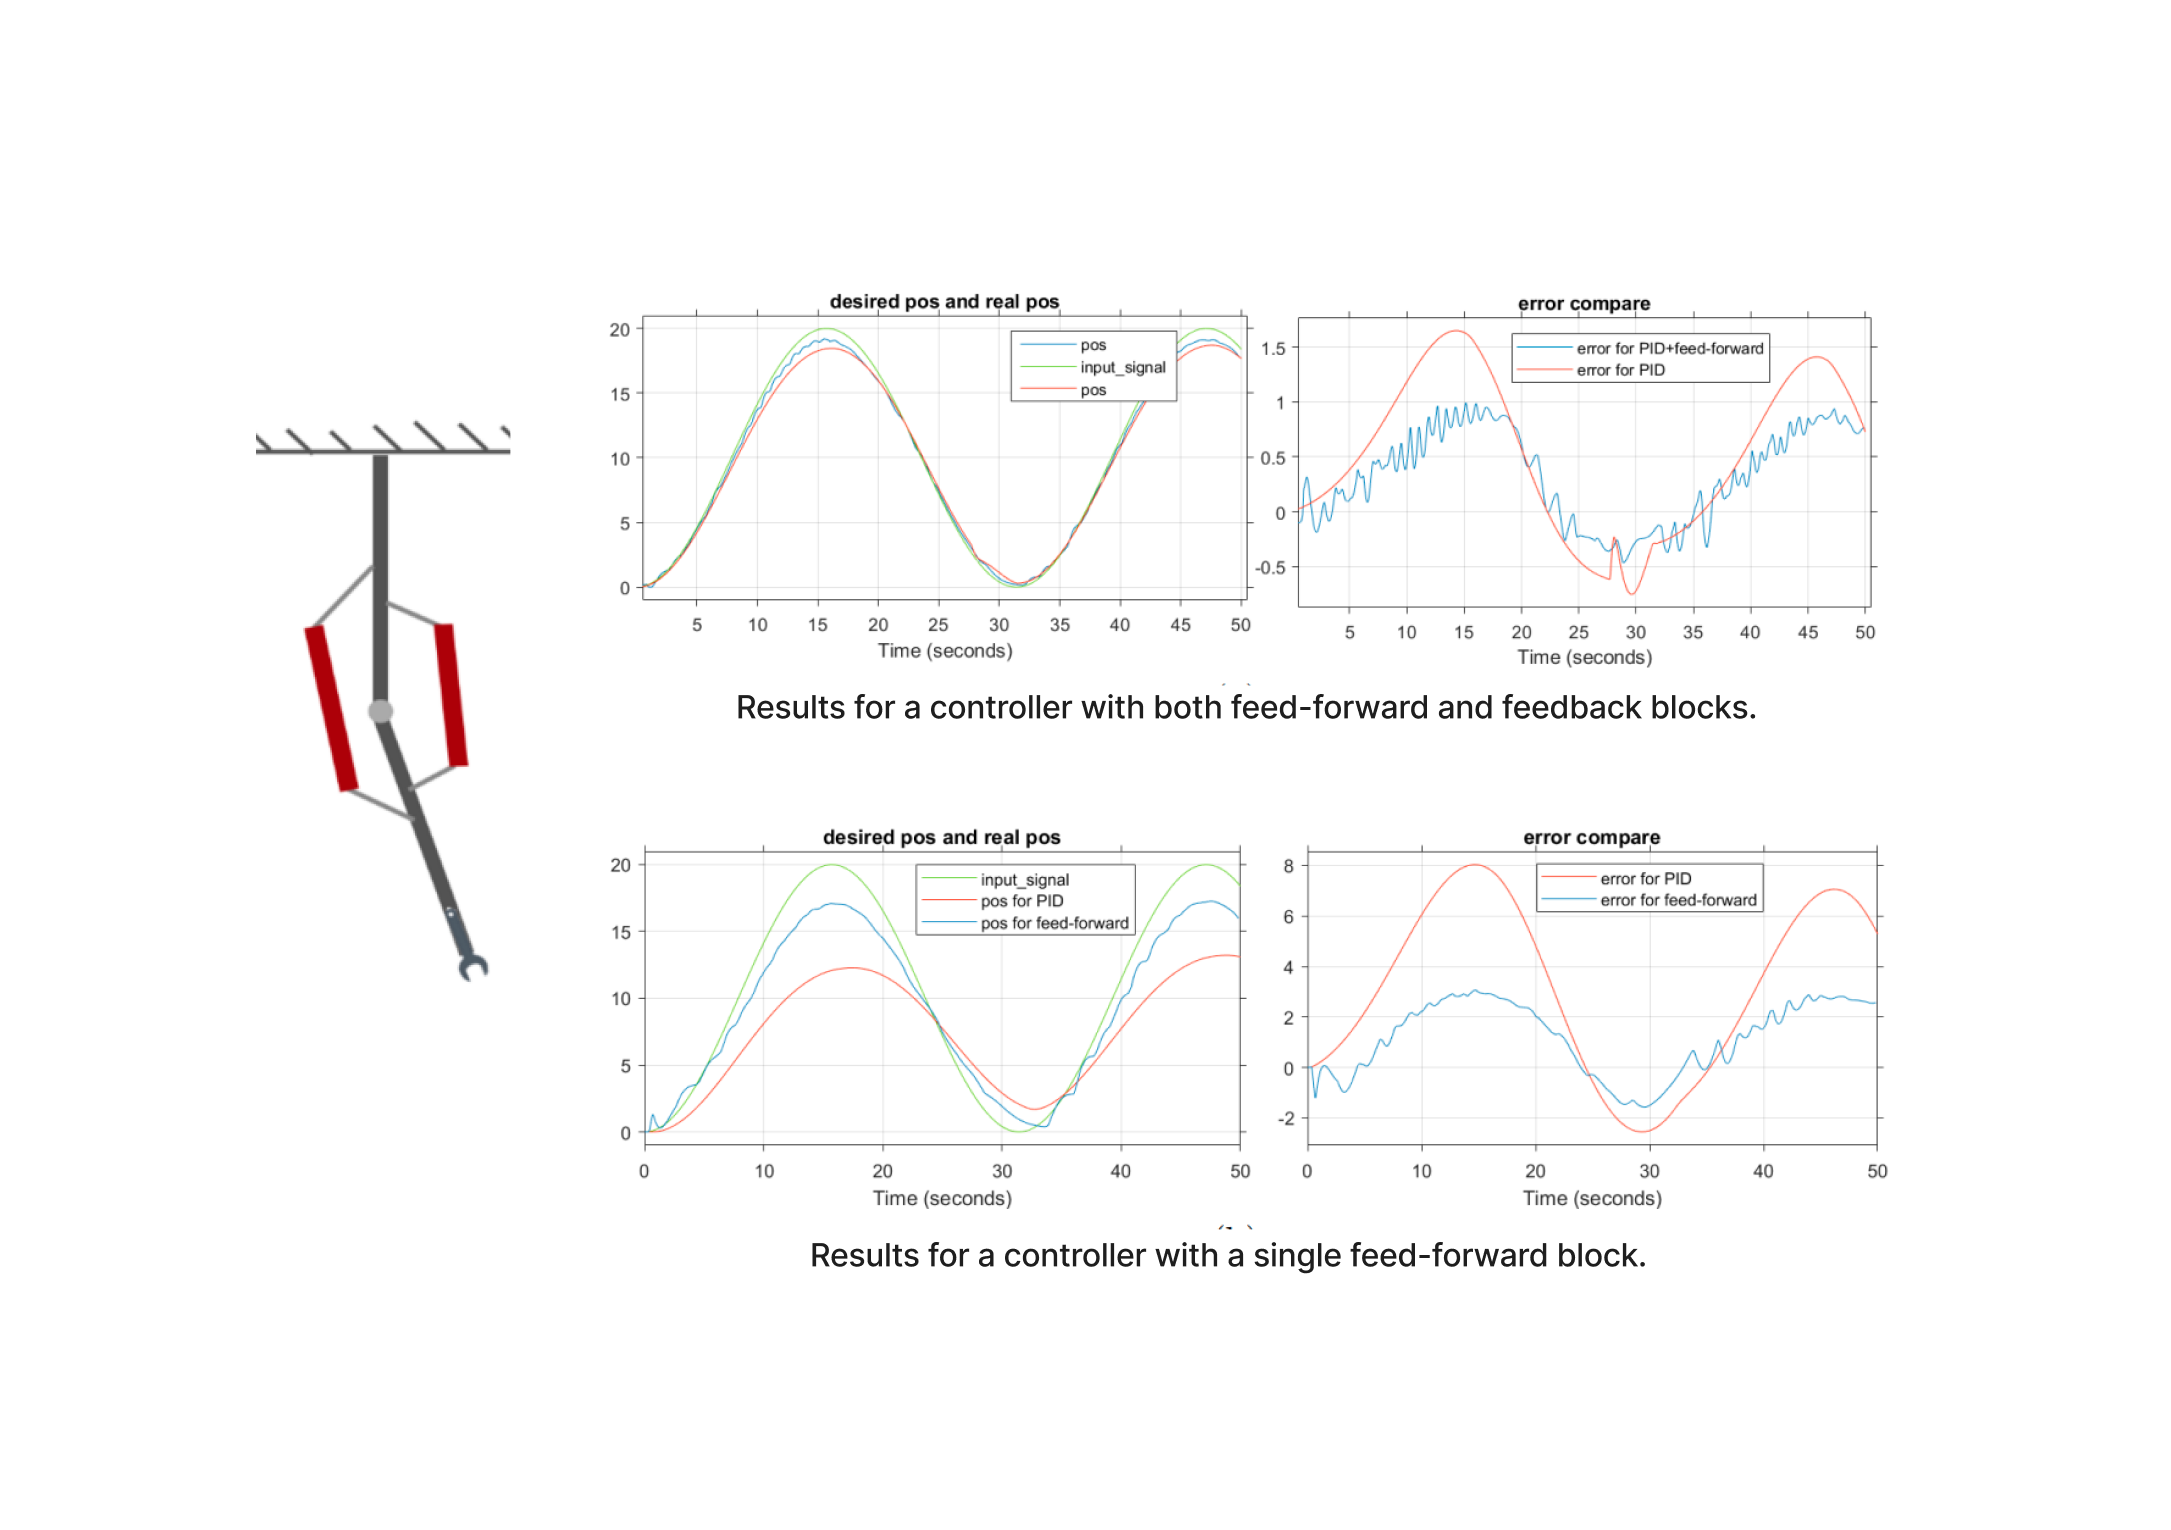 desired pos and real pos
20
15
10
5
0
pos
input_signal
pos
5 10 15 20 25 30 35 40 45 50
Time (seconds)
error compare
1.5
1
0.5
0
-0.5
error for PID+feed-forward
error for PID
5 10 15 20 25 30 35 40 45 50
Time (seconds)
Results for a controller with both feed-forward and feedback blocks.
desired pos and real pos
20
15
10
5
0
input_signal
pos for PID
pos for feed-forward
0 10 20 30 40 50
Time (seconds)
error compare
8
6
4
2
0
-2
error for PID
error for feed-forward
0 10 20 30 40 50
Time (seconds)
Results for a controller with a single feed-forward block.